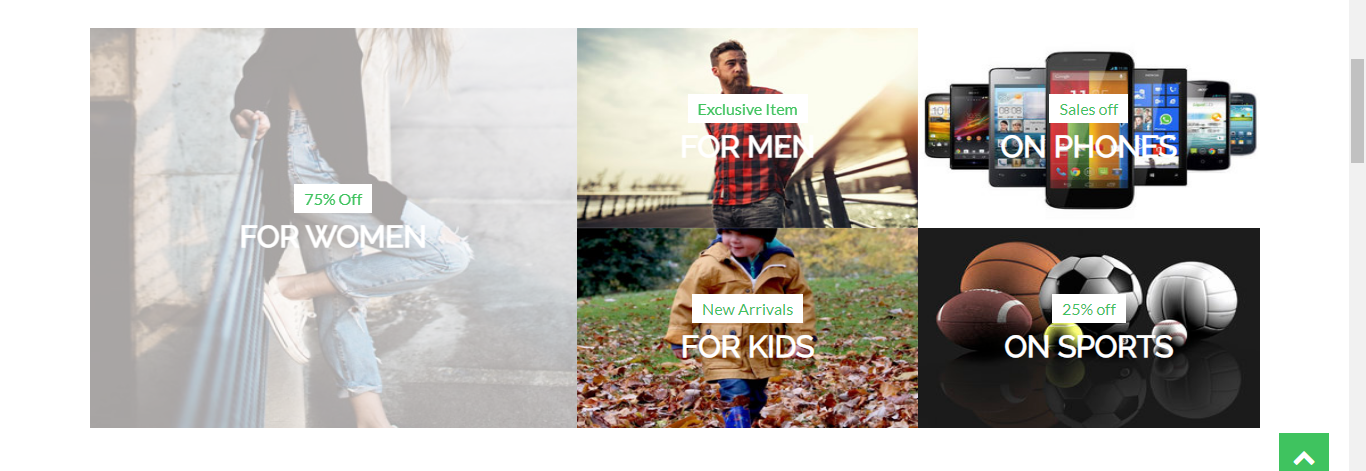 75% Off
FOR WOMEN
Exclusive Item
FOR MEN
Sales off
ON PHONES
New Arrivals
FOR KIDS
25% off
ON SPORTS